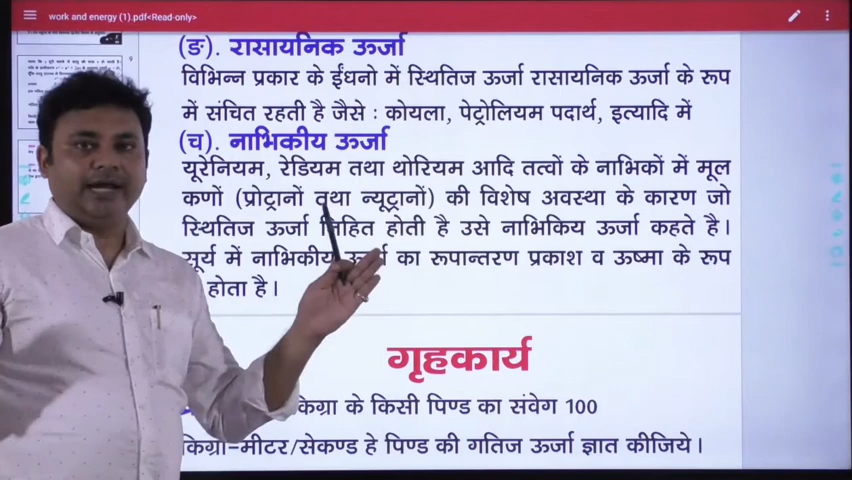 work and energy (1).pdf<Read-only>
(ङ). रासायनिक ऊर्जा
विभिन्न प्रकार के ईंधनो में स्थितिज ऊर्जा रासायनिक ऊर्जा के रूप
में संचित रहती है जैसे : कोयला, पेट्रोलियम पदार्थ, इत्यादि में
(च). नाभिकीय ऊर्जा
यूरेनियम, रेडियम तथा थोरियम आदि तत्वों के नाभिकों में मूल
कणों (प्रोट्रानों तथा न्यूट्रानों) की विशेष अवस्था के कारण जो
स्थितिज ऊर्जा निहित होती है उसे नाभिकिय ऊर्जा कहते है।
सूर्य में नाभिकीय ऊर्जा का रूपान्तरण प्रकाश व ऊष्मा के रूप
होता है।
गृहकार्य
किग्रा के किसी पिण्ड का संवेग 100
किग्रा-मीटर/सेकण्ड हे पिण्ड की गतिज ऊर्जा ज्ञात कीजिये।